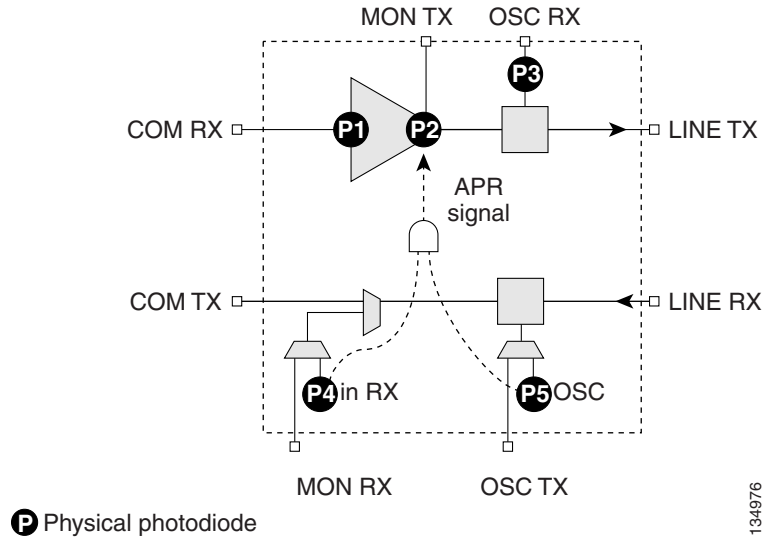 MON TX
OSC RX
P3
COM RX
P1
P2
LINE TX
APR
signal
COM TX
LINE RX
P4
in RX
P5
OSC
MON RX
OSC TX
P Physical photodiode
134976